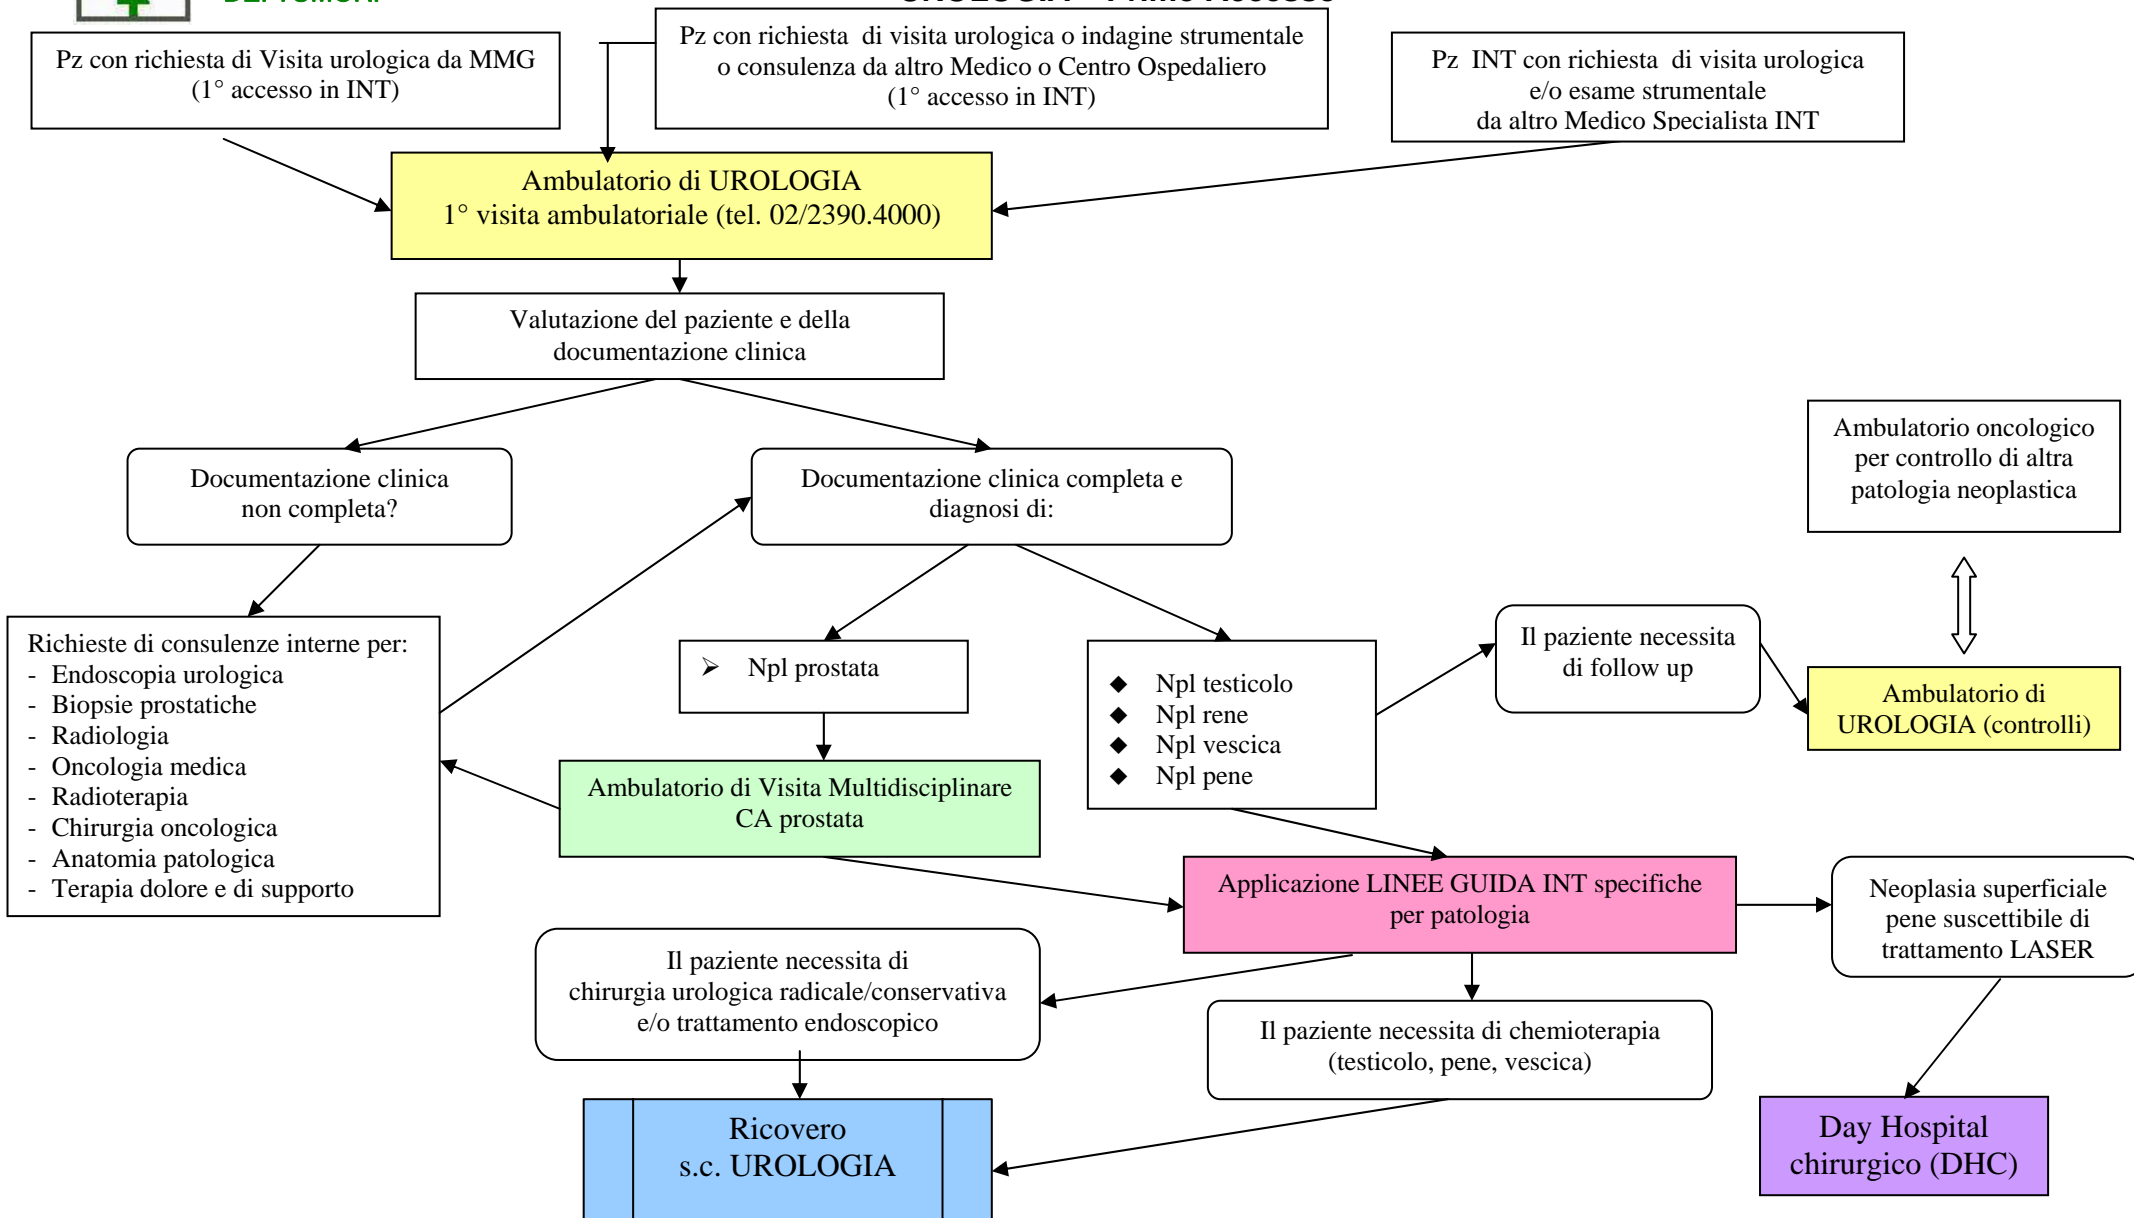 Pz con richiesta di Visita urologica da MMG
(1° accesso in INT)
Pz con richiesta di visita urologica o indagine strumentale
o consulenza da altro Medico o Centro Ospedaliero
(1° accesso in INT)
Pz INT con richiesta di visita urologica
e/o esame strumentale
da altro Medico Specialista INT
Ambulatorio di UROLOGIA
1° visita ambulatoriale (tel. 02/2390.4000)
Valutazione del paziente e della
documentazione clinica
Documentazione clinica
non completa?
Documentazione clinica completa e
diagnosi di:
Ambulatorio oncologico
per controllo di altra
patologia neoplastica
Richieste di consulenze interne per:
- Endoscopia urologica
- Biopsie prostatiche
- Radiologia
- Oncologia medica
- Radioterapia
- Chirurgia oncologica
- Anatomia patologica
- Terapia dolore e di supporto
➢ Npl prostata
◆ Npl testicolo
◆ Npl rene
◆ Npl vescica
◆ Npl pene
Il paziente necessita
di follow up
Ambulatorio di
UROLOGIA (controlli)
Ambulatorio di Visita Multidisciplinare
CA prostata
Applicazione LINEE GUIDA INT specifiche
per patologia
Neoplasia superficiale
pene suscettibile di
trattamento LASER
Il paziente necessita di
chirurgia urologica radicale/conservativa
e/o trattamento endoscopico
Il paziente necessita di chemioterapia
(testicolo, pene, vescica)
Ricovero
s.c. UROLOGIA
Day Hospital
chirurgico (DHC)